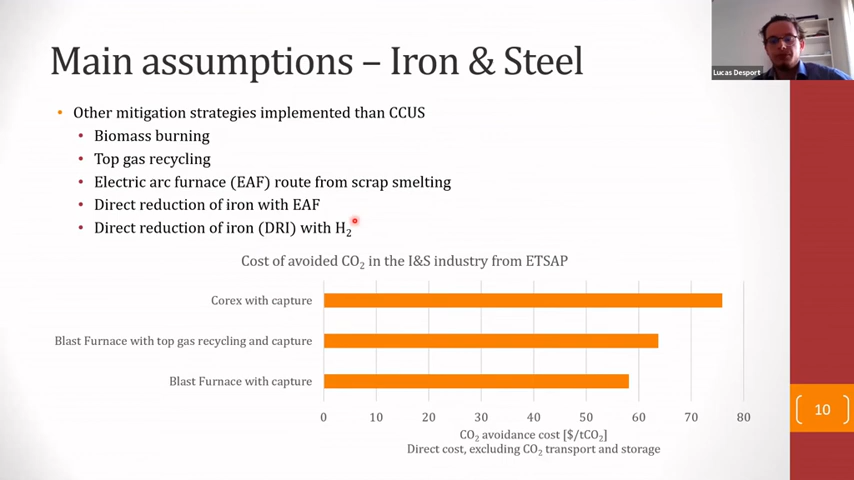 Main assumptions – Iron & Steel
Lucas Desport
• Other mitigation strategies implemented than CCUS
• Biomass burning
• Top gas recycling
• Electric arc furnace (EAF) route from scrap smelting
• Direct reduction of iron with EAF
• Direct reduction of iron (DRI) with H₂
Cost of avoided CO₂ in the I&S industry from ETSAP
Corex with capture
Blast Furnace with top gas recycling and capture
Blast Furnace with capture
0 10 20 30 40 50 60 70 80
CO₂ avoidance cost [$/tCO₂]
Direct cost, excluding CO₂ transport and storage
10